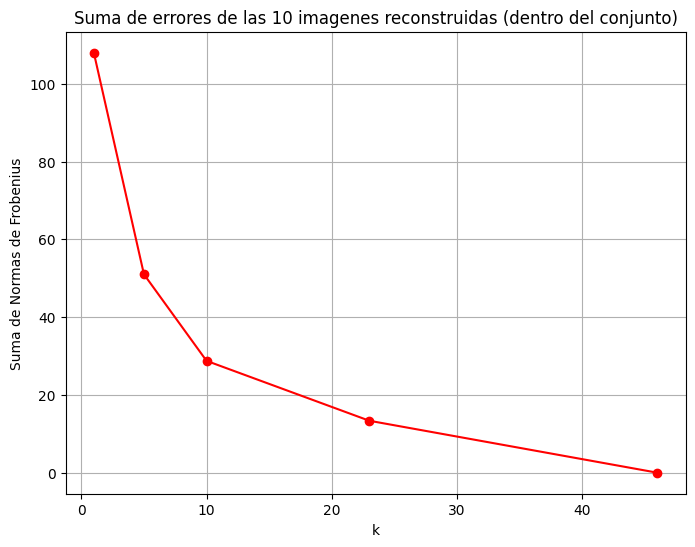 Suma de errores de las 10 imagenes reconstruidas (dentro del conjunto)
Suma de Normas de Frobenius
100
80
60
40
20
0
0 10 20 30 40
k